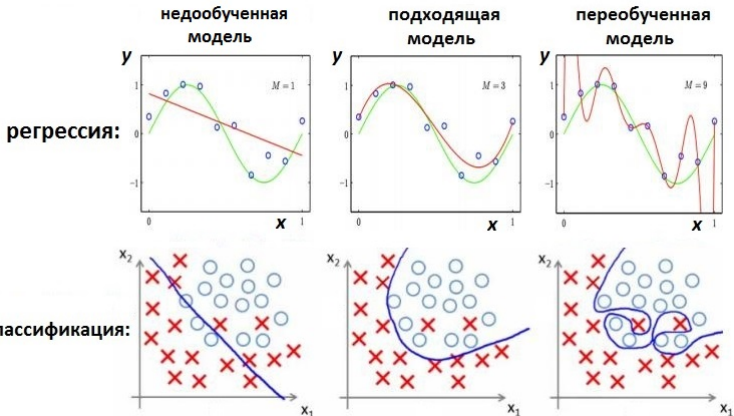 недообученная
модель
подходящая
модель
переобученная
модель
регрессия:
y
1
0
−1
M = 1
0
x
1
y
1
0
−1
M = 3
0
x
1
y
1
0
−1
M = 9
0
x
1
лассификация:
x2
x1
x2
x1
x2
x1